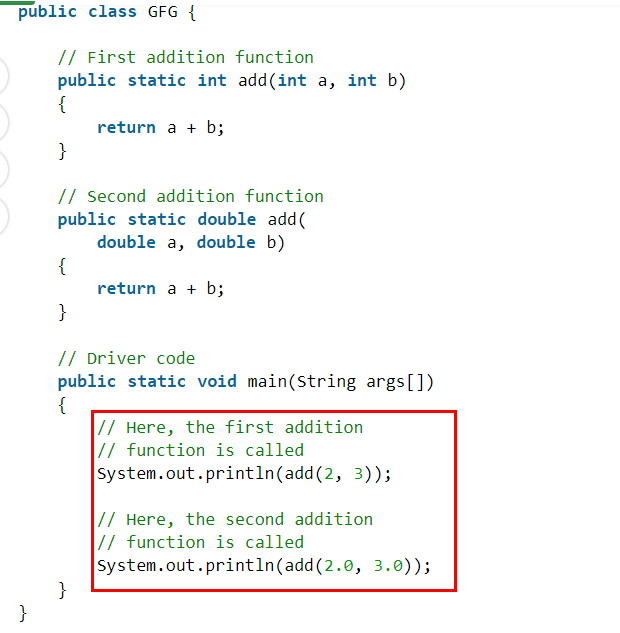 public class GFG {
// First addition function
public static int add(int a, int b)
{
return a + b;
}
// Second addition function
public static double add(
double a, double b)
{
return a + b;
}
// Driver code
public static void main(String args[])
{
// Here, the first addition
// function is called
System.out.println(add(2, 3));
// Here, the second addition
// function is called
System.out.println(add(2.0, 3.0));
}
}